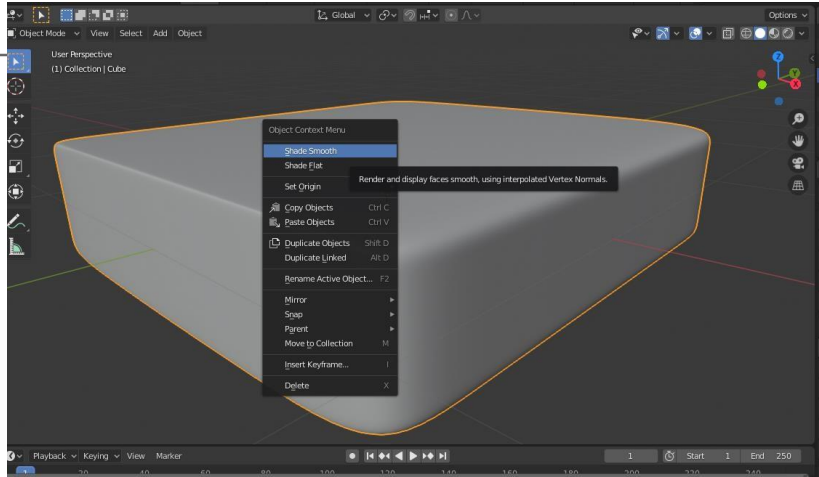 Global
Options
Object Mode View Select Add Object
User Perspective
(1) Collection | Cube
Object Context Menu
Shade Smooth
Shade Flat
Render and display faces smooth, using interpolated Vertex Normals.
Set Origin
Copy Objects Ctrl C
Paste Objects Ctrl V
Duplicate Objects Shift D
Duplicate Linked Alt D
Rename Active Object... F2
Mirror
Snap
Parent
Move to Collection M
Insert Keyframe... I
Delete X
Playback Keying View Marker 1 Start 1 End 250
1 20 40 60 80 100 120 140 160 180 200 220 240